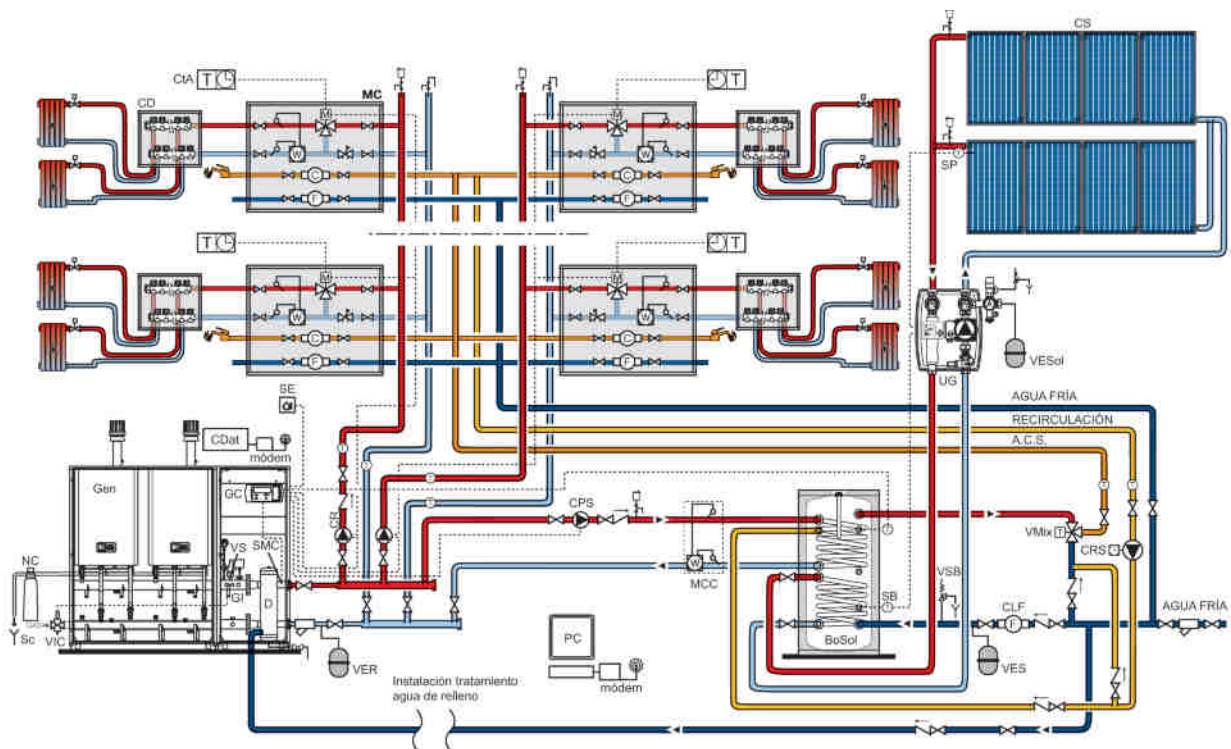 CS
CtA
T
T
MC
CD
M
M
W
W
SP
T
C
C
F
F
T
T
M
M
W
W
C
C
F
F
VESol
UG
SE
AGUA FRÍA
RECIRCULACIÓN
A.C.S.
CDat
módem
Gen
GC
CR
CPS
VMix
T
CRS
VS
SMC
NC
W
MCC
VSB
SB
T
CLF
AGUA FRÍA
GI
D
F
Sc
VIC
BoSol
PC
VER
VES
módem
Instalación tratamiento
agua de relleno